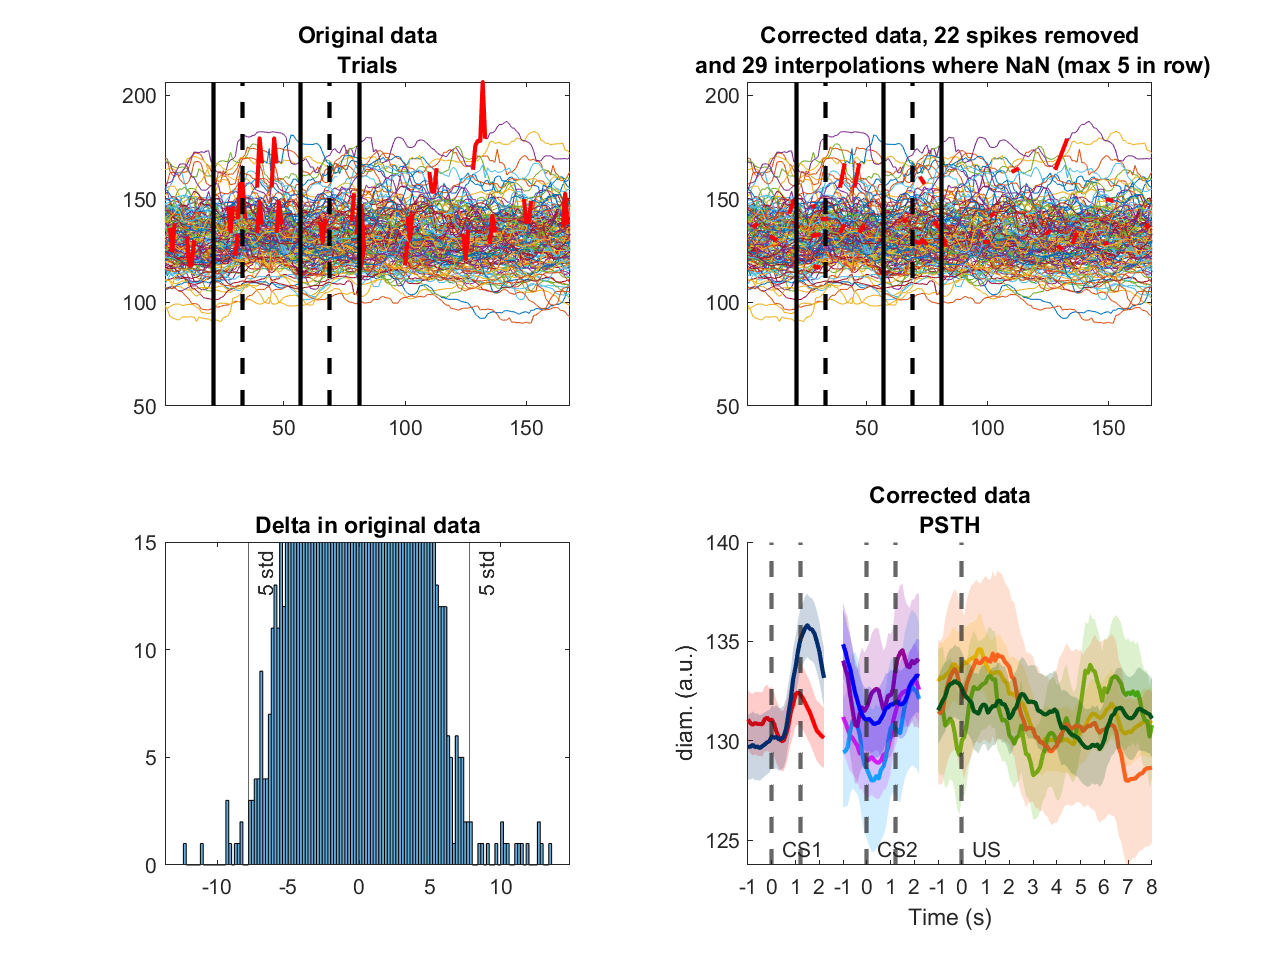 Original data
Trials
200
150
100
50
50
100
150
Corrected data, 22 spikes removed
and 29 interpolations where NaN (max 5 in row)
200
150
100
50
50
100
150
Delta in original data
15
10
5
0
5 std
5 std
-10
-5
0
5
10
Corrected data
PSTH
140
135
130
125
diam. (a.u.)
CS1
CS2
US
-1 0 1 2 -1 0 1 2 -1 0 1 2 3 4 5 6 7 8
Time (s)